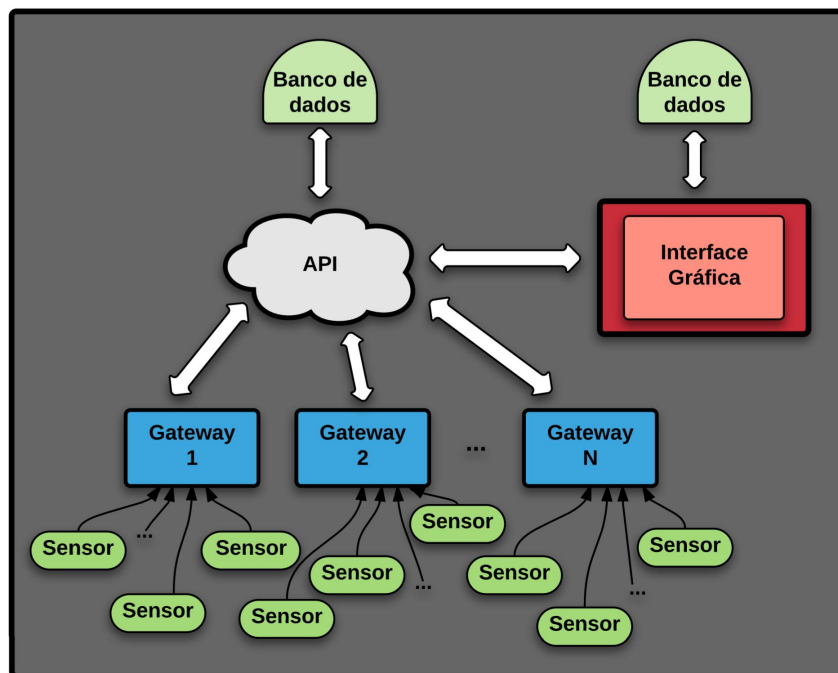 Banco de
dados
Banco de
dados
API
Interface
Gráfica
Gateway
1
Gateway
2
...
Gateway
N
Sensor
...
Sensor
Sensor
Sensor
Sensor
Sensor
...
Sensor
Sensor
Sensor
...
Sensor